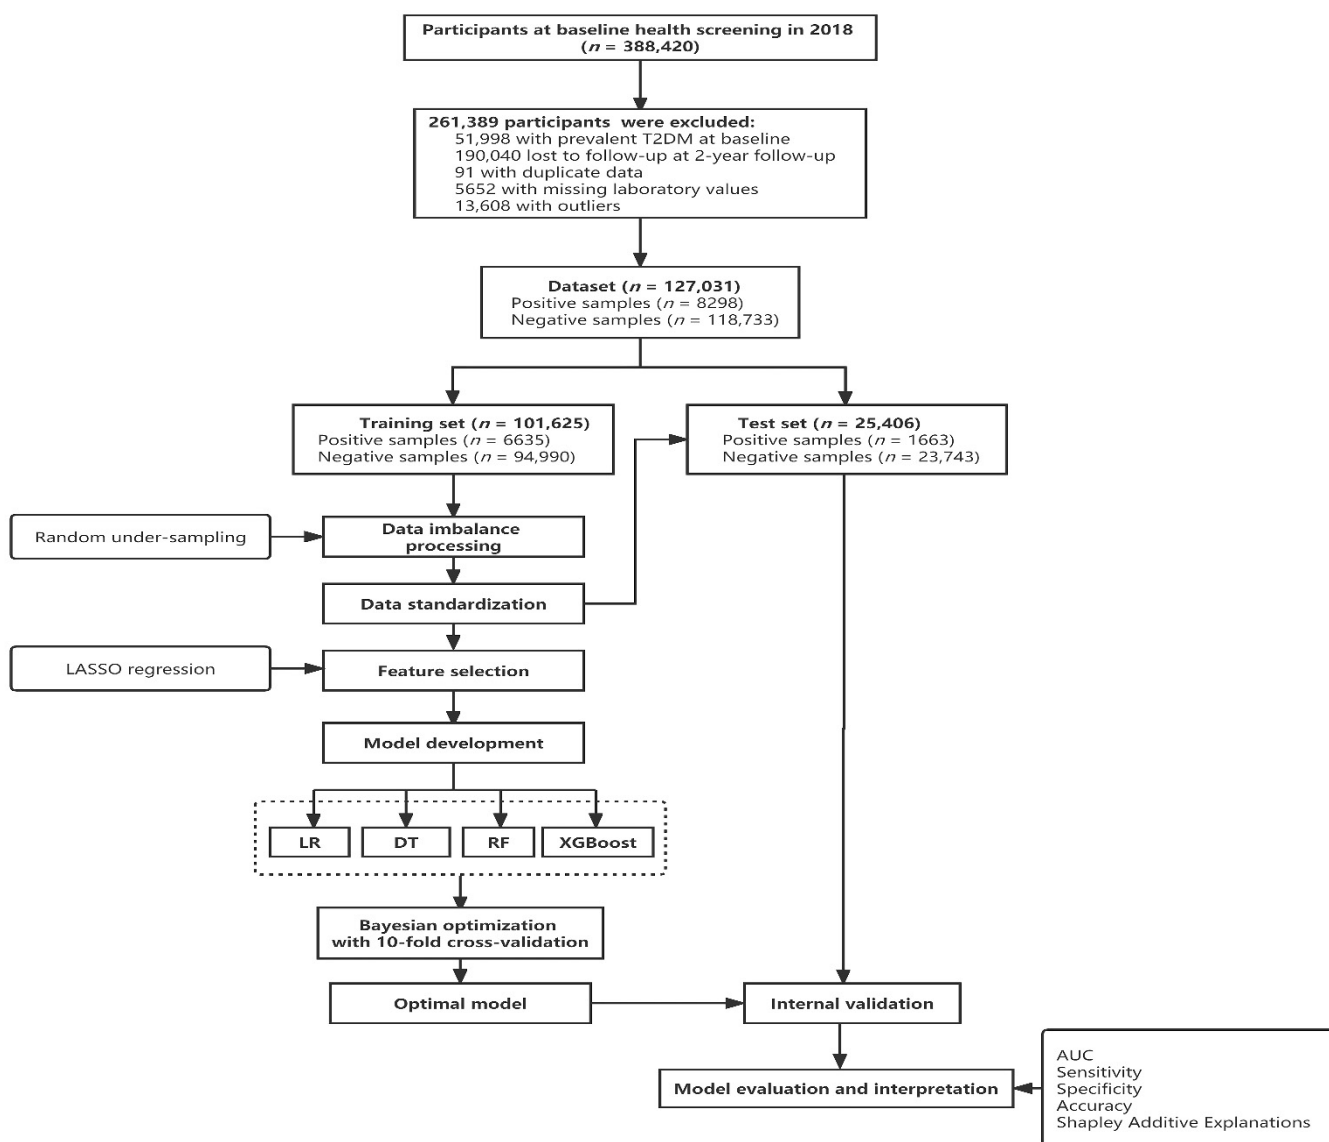 Participants at baseline health screening in 2018
(n = 388,420)
261,389 participants were excluded:
51,998 with prevalent T2DM at baseline
190,040 lost to follow-up at 2-year follow-up
91 with duplicate data
5652 with missing laboratory values
13,608 with outliers
Dataset (n = 127,031)
Positive samples (n = 8298)
Negative samples (n = 118,733)
Training set (n = 101,625)
Positive samples (n = 6635)
Negative samples (n = 94,990)
Test set (n = 25,406)
Positive samples (n = 1663)
Negative samples (n = 23,743)
Random under-sampling
Data imbalance
processing
Data standardization
LASSO regression
Feature selection
Model development
LR
DT
RF
XGBoost
Bayesian optimization
with 10-fold cross-validation
Optimal model
Internal validation
Model evaluation and interpretation
AUC
Sensitivity
Specificity
Accuracy
Shapley Additive Explanations